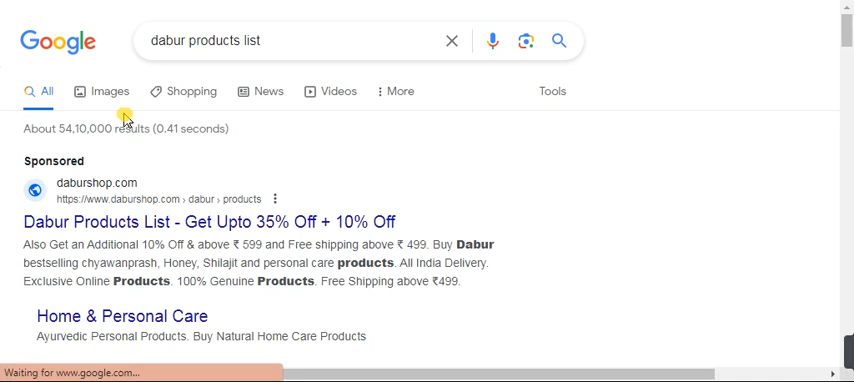 Google
dabur products list
All
Images
Shopping
News
Videos
More
Tools
About 54,10,000 results (0.41 seconds)
Sponsored
daburshop.com
https://www.daburshop.com › dabur › products
Dabur Products List - Get Upto 35% Off + 10% Off
Also Get an Additional 10% Off & above ₹ 599 and Free shipping above ₹ 499. Buy Dabur
bestselling chyawanprash, Honey, Shilajit and personal care products. All India Delivery.
Exclusive Online Products. 100% Genuine Products. Free Shipping above ₹499.
Home & Personal Care
Ayurvedic Personal Products. Buy Natural Home Care Products
Waiting for www.google.com...